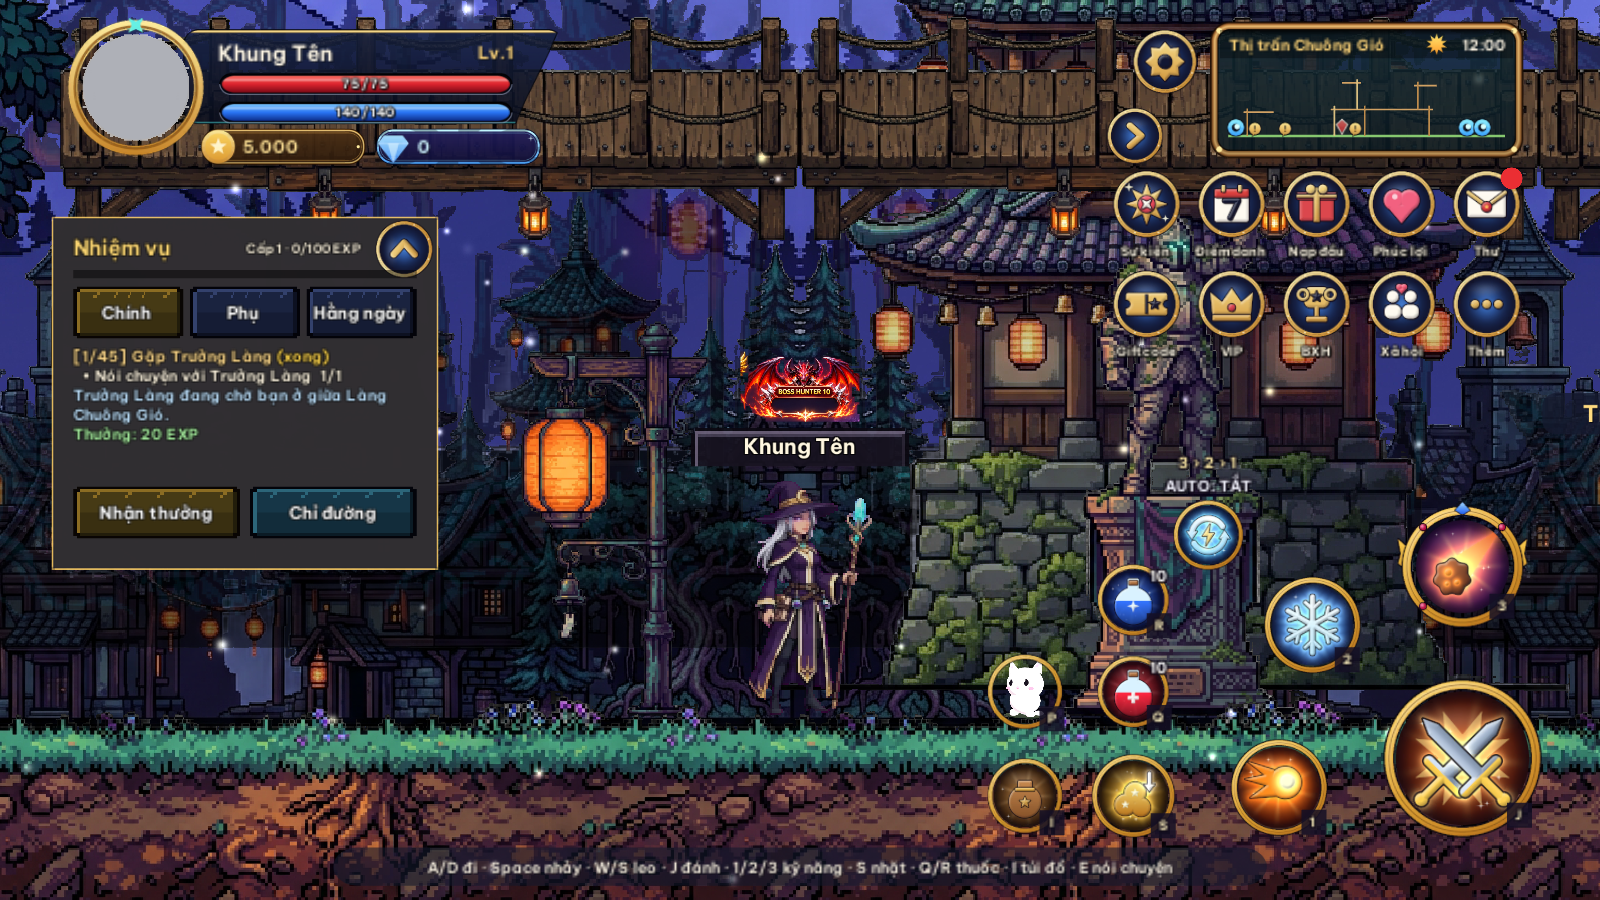 Khung Tên
Lv.1
75/75
140/140
5.000
0
Thị trấn Chuông Gió
12:00
Nhiệm vụ
Cấp 1 - 0/100 EXP
Chính
Phụ
Hằng ngày
[1/45] Gặp Trưởng Làng (xong)
• Nói chuyện với Trưởng Làng 1/1
Trưởng Làng đang chờ bạn ở giữa Làng
Chuông Gió.
Thưởng: 20 EXP
Nhận thưởng
Chỉ đường
7
Sự kiện
Điểm danh
Nạp đầu
Phúc lợi
Thư
Giftcode
VIP
BXH
Xã hội
Thêm
BOSS HUNTER 10
Khung Tên
T
3 › 2 › 1
AUTO: TẮT
10
R
10
Q
P
I
S
1
2
3
J
A/D đi - Space nhảy - W/S leo - J đánh - 1/2/3 kỹ năng - S nhặt - Q/R thuốc - I túi đồ - E nói chuyện